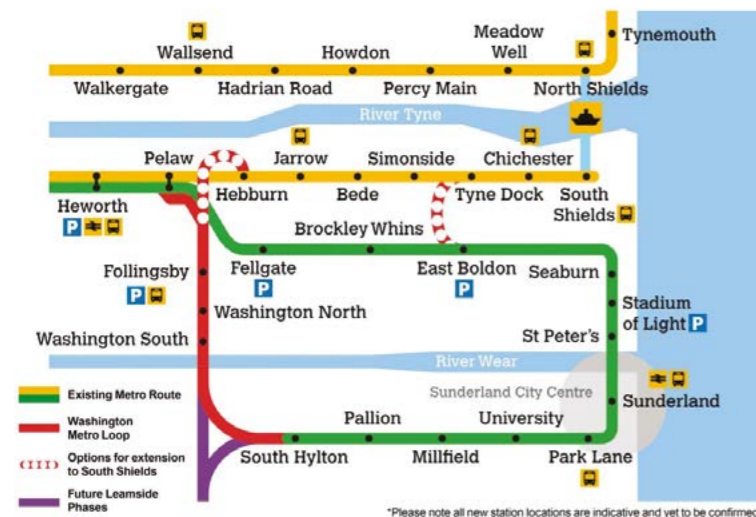 Wallsend
Howdon
Meadow
Well
Tynemouth
Walkergate
Hadrian Road
Percy Main
North Shields
River Tyne
Pelaw
Jarrow
Simonside
Chichester
Heworth
Hebburn
Bede
Tyne Dock
South
Shields
P
Brockley Whins
Follingsby
Fellgate
East Boldon
Seaburn
P
P
P
Washington North
Stadium
of Light P
Washington South
St Peter's
River Wear
Existing Metro Route
Sunderland City Centre
Sunderland
Washington
Metro Loop
Pallion
University
Options for extension
to South Shields
South Hylton
Millfield
Park Lane
Future Leamside
Phases
*Please note all new station locations are indicative and yet to be confirmed